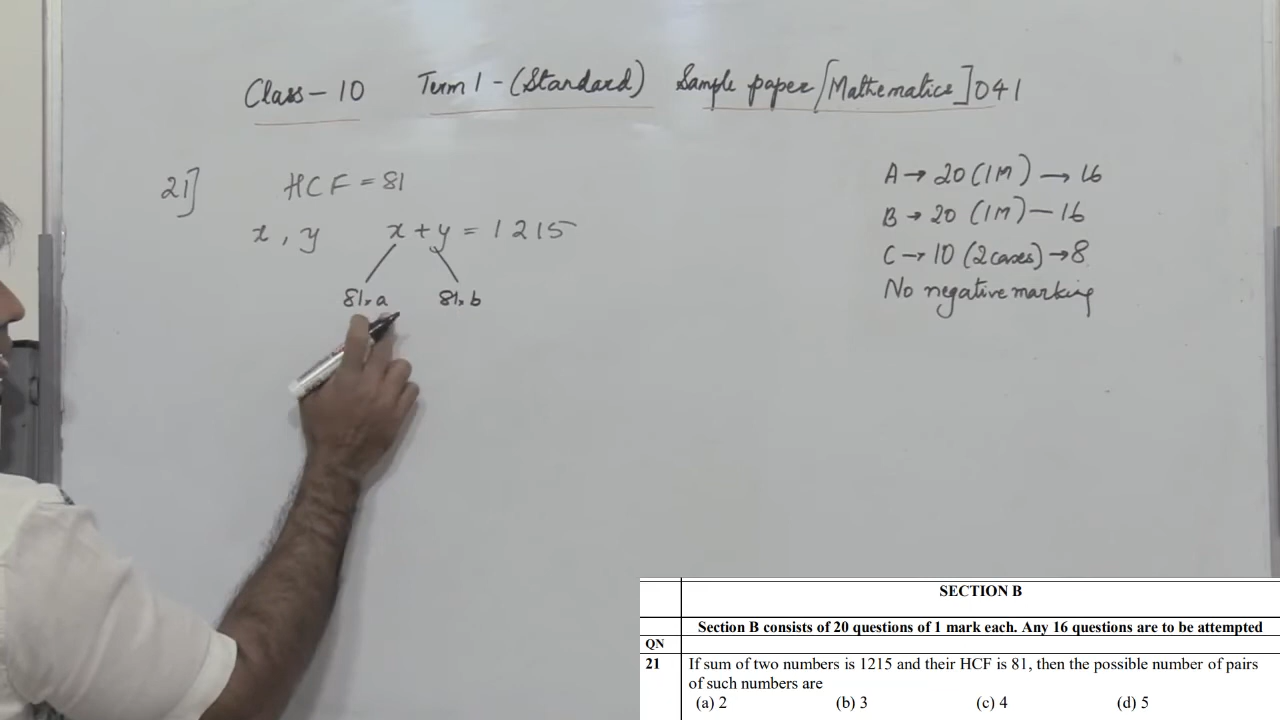 Class-10 Term 1 - (Standard) Sample paper [Mathematics] 041
21] HCF = 81
x, y x + y = 1215
81×a 81×b
A → 20 (1M) → 16
B → 20 (1M) — 16
C → 10 (2 cases) → 8
No negative marking
SECTION B
Section B consists of 20 questions of 1 mark each. Any 16 questions are to be attempted
QN
21 If sum of two numbers is 1215 and their HCF is 81, then the possible number of pairs
of such numbers are
(a) 2 (b) 3 (c) 4 (d) 5